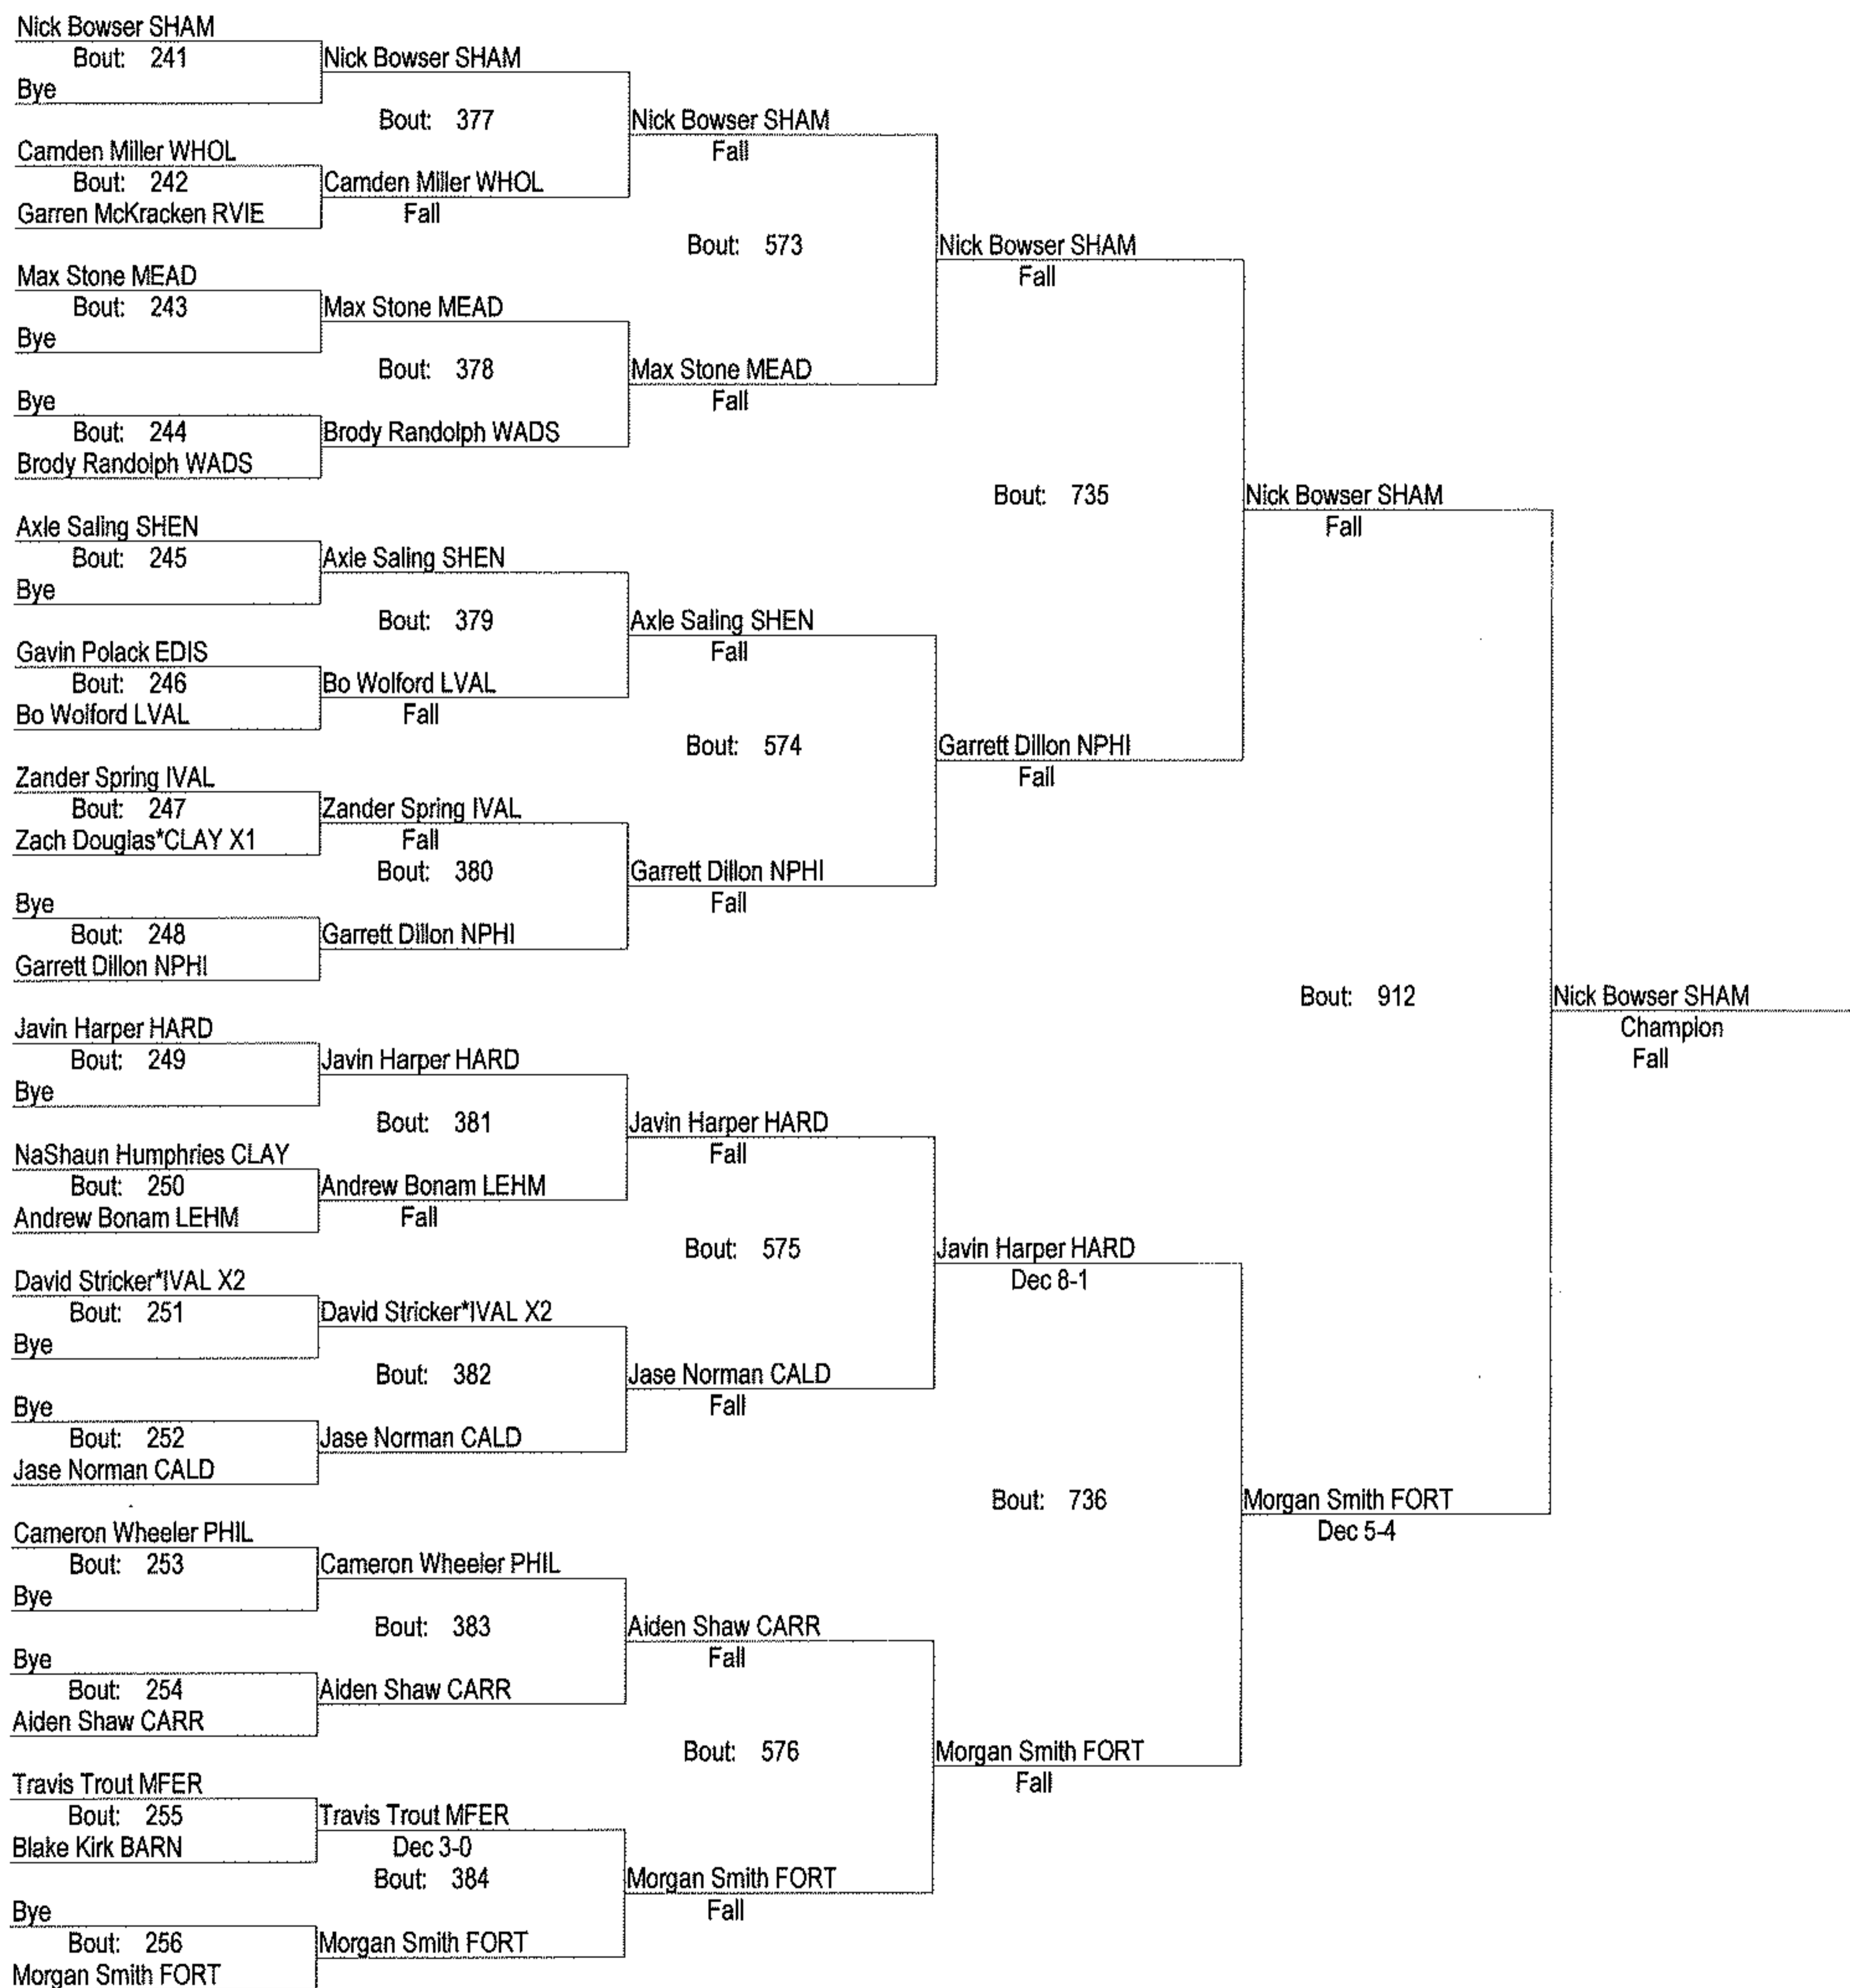 Nick Bowser SHAM
Bout: 241
Bye
Nick Bowser SHAM
Bout: 377
Camden Miller WHOL
Bout: 242
Garren McKracken RVIE
Camden Miller WHOL
Fall
Nick Bowser SHAM
Fall
Bout: 573
Max Stone MEAD
Bout: 243
Bye
Max Stone MEAD
Bout: 378
Bye
Bout: 244
Brody Randolph WADS
Brody Randolph WADS
Max Stone MEAD
Fall
Nick Bowser SHAM
Fall
Bout: 735
Axle Saling SHEN
Bout: 245
Bye
Axle Saling SHEN
Bout: 379
Gavin Polack EDIS
Bout: 246
Bo Wolford LVAL
Bo Wolford LVAL
Fall
Axle Saling SHEN
Fall
Bout: 574
Zander Spring IVAL
Bout: 247
Zach Douglas*CLAY X1
Zander Spring IVAL
Fall
Bout: 380
Bye
Bout: 248
Garrett Dillon NPHI
Garrett Dillon NPHI
Garrett Dillon NPHI
Fall
Garrett Dillon NPHI
Fall
Nick Bowser SHAM
Fall
Bout: 912
Nick Bowser SHAM
Champion
Fall
Javin Harper HARD
Bout: 249
Bye
Javin Harper HARD
Bout: 381
NaShaun Humphries CLAY
Bout: 250
Andrew Bonam LEHM
Andrew Bonam LEHM
Fall
Javin Harper HARD
Fall
Bout: 575
David Stricker*IVAL X2
Bout: 251
Bye
David Stricker*IVAL X2
Bout: 382
Bye
Bout: 252
Jase Norman CALD
Jase Norman CALD
Jase Norman CALD
Fall
Javin Harper HARD
Dec 8-1
Bout: 736
Cameron Wheeler PHIL
Bout: 253
Bye
Cameron Wheeler PHIL
Bout: 383
Bye
Bout: 254
Aiden Shaw CARR
Aiden Shaw CARR
Aiden Shaw CARR
Fall
Bout: 576
Travis Trout MFER
Bout: 255
Blake Kirk BARN
Travis Trout MFER
Dec 3-0
Bout: 384
Bye
Bout: 256
Morgan Smith FORT
Morgan Smith FORT
Morgan Smith FORT
Fall
Morgan Smith FORT
Fall
Morgan Smith FORT
Dec 5-4